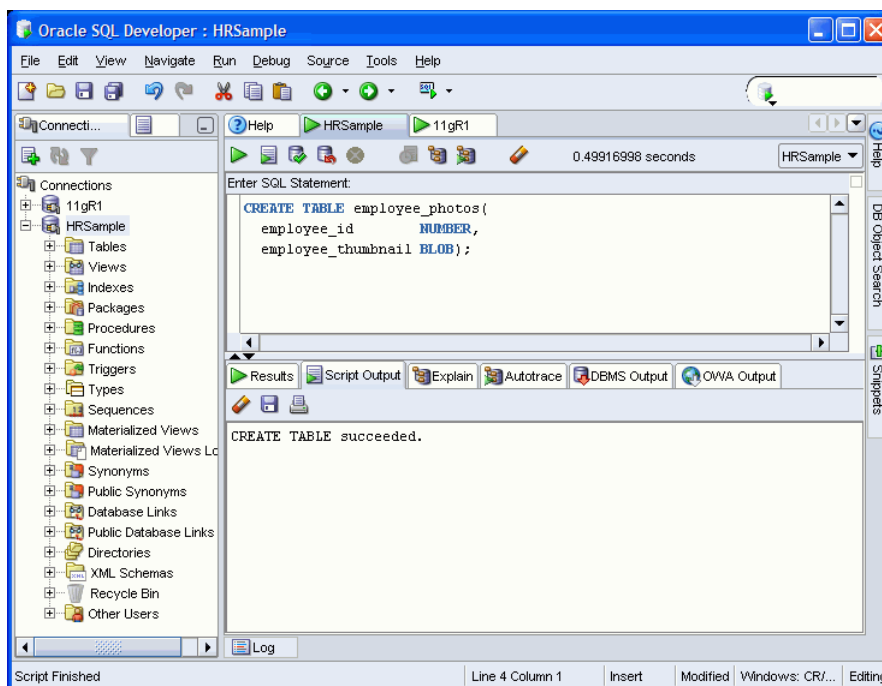 Oracle SQL Developer : HRSample
File Edit View Navigate Run Debug Source Tools Help
Connecti...
Help HRSample 11gR1
0.49916998 seconds HRSample
Connections
11gR1
HRSample
Tables
Views
Indexes
Packages
Procedures
Functions
Triggers
Types
Sequences
Materialized Views
Materialized Views Lo
Synonyms
Public Synonyms
Database Links
Public Database Links
Directories
XML Schemas
Recycle Bin
Other Users
Enter SQL Statement:
CREATE TABLE employee_photos(
employee_id NUMBER,
employee_thumbnail BLOB);
Results Script Output Explain Autotrace DBMS Output OWA Output
CREATE TABLE succeeded.
Log
Help
DB Object Search
Snippets
Script Finished Line 4 Column 1 Insert Modified Windows: CR/... Editing